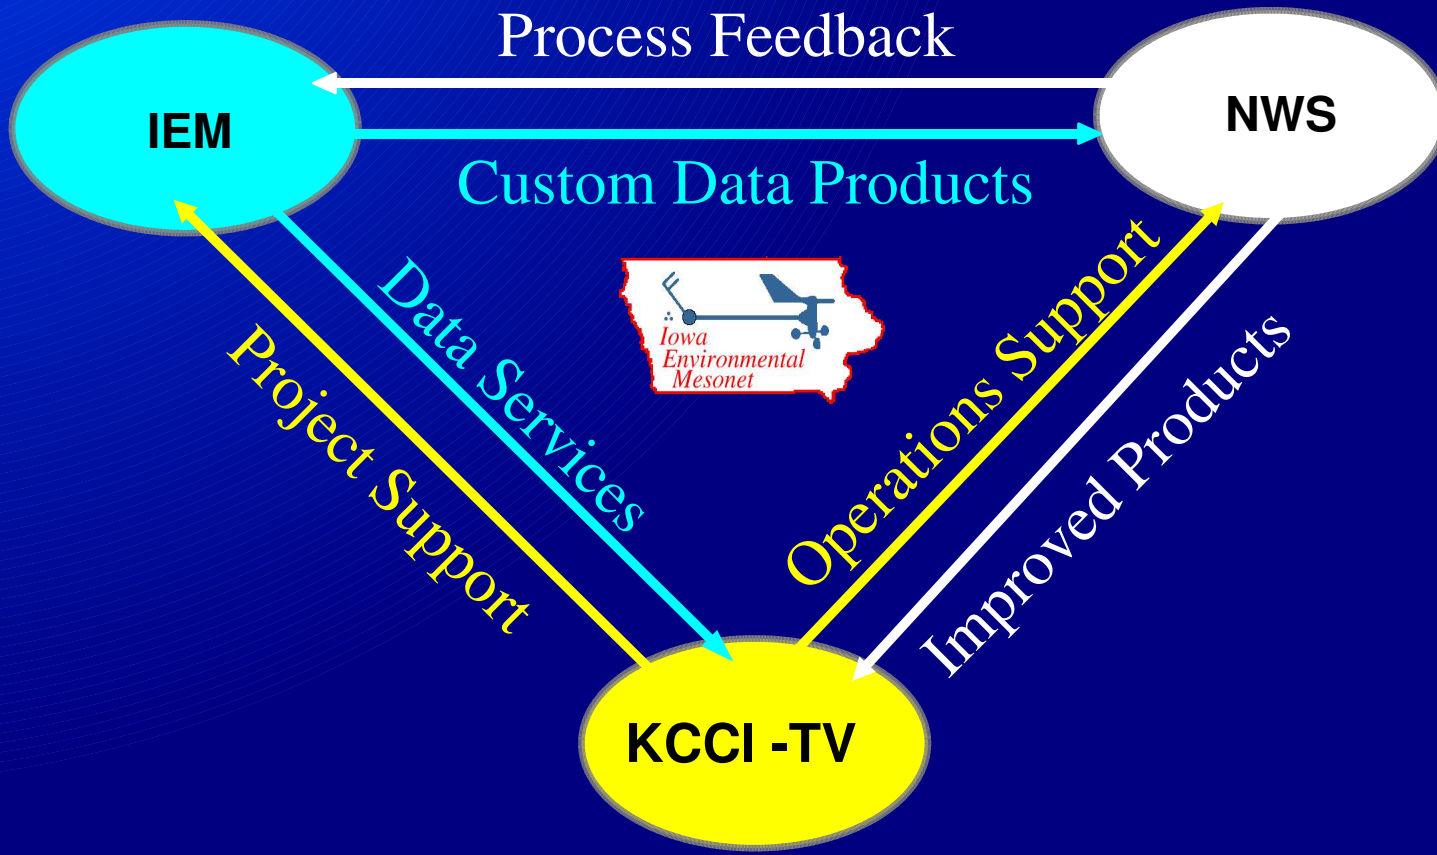 Process Feedback
IEM
NWS
Custom Data Products
Data Services
Project Support
Operations Support
Improved Products
Iowa
Environmental
Mesonet
KCCI -TV